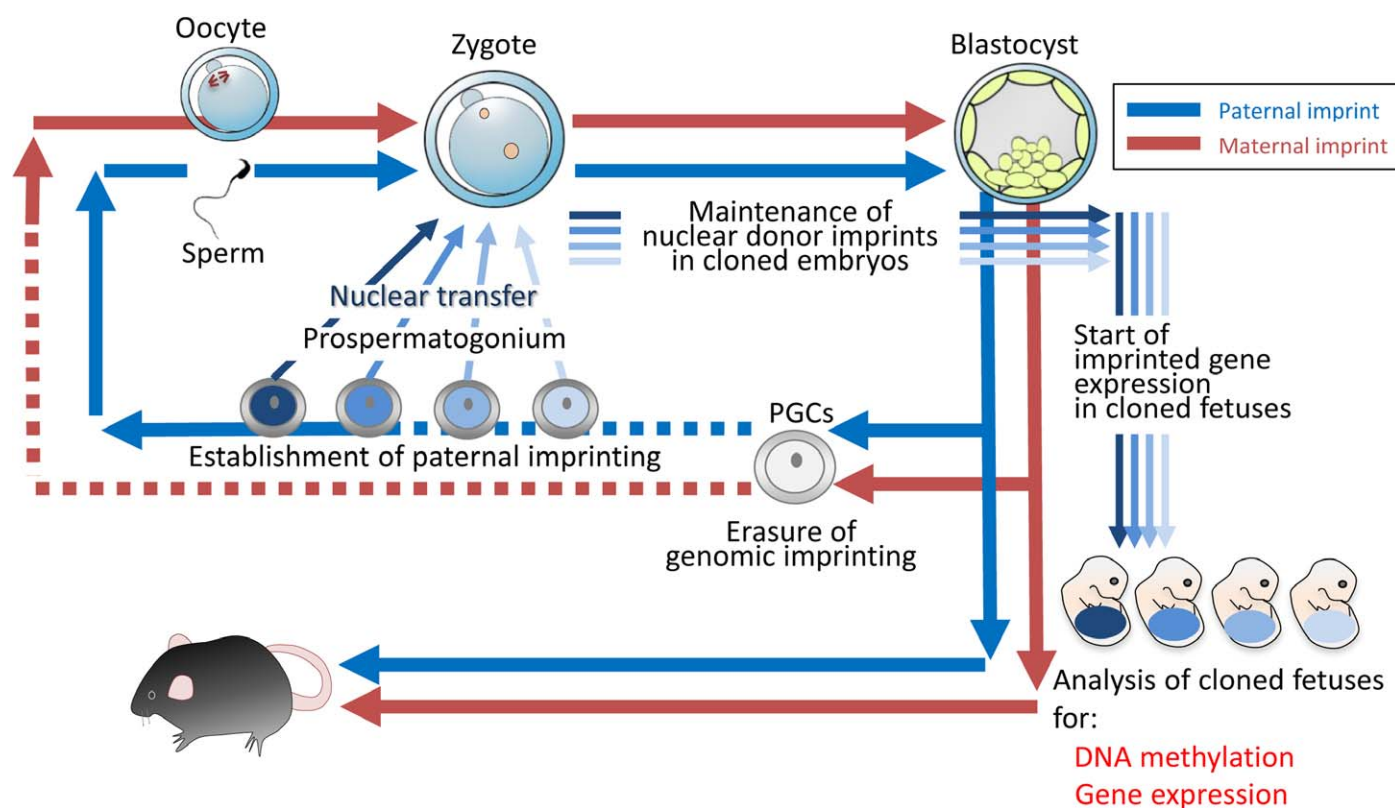 Oocyte
Zygote
Blastocyst
Paternal imprint
Maternal imprint
Sperm
Maintenance of
nuclear donor imprints
in cloned embryos
Nuclear transfer
Prospermatogonium
Start of
imprinted gene
expression
in cloned fetuses
PGCs
Establishment of paternal imprinting
Erasure of
genomic imprinting
Analysis of cloned fetuses
for:
DNA methylation
Gene expression